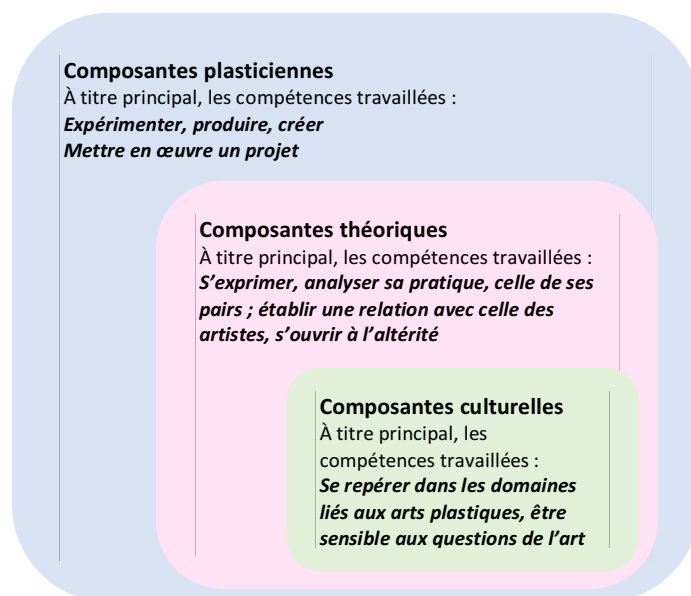 Composantes plasticiennes
À titre principal, les compétences travaillées :
Expérimenter, produire, créer
Mettre en œuvre un projet
Composantes théoriques
À titre principal, les compétences travaillées :
S’exprimer, analyser sa pratique, celle de ses
pairs ; établir une relation avec celle des
artistes, s’ouvrir à l’altérité
Composantes culturelles
À titre principal, les
compétences travaillées :
Se repérer dans les domaines
liés aux arts plastiques, être
sensible aux questions de l’art